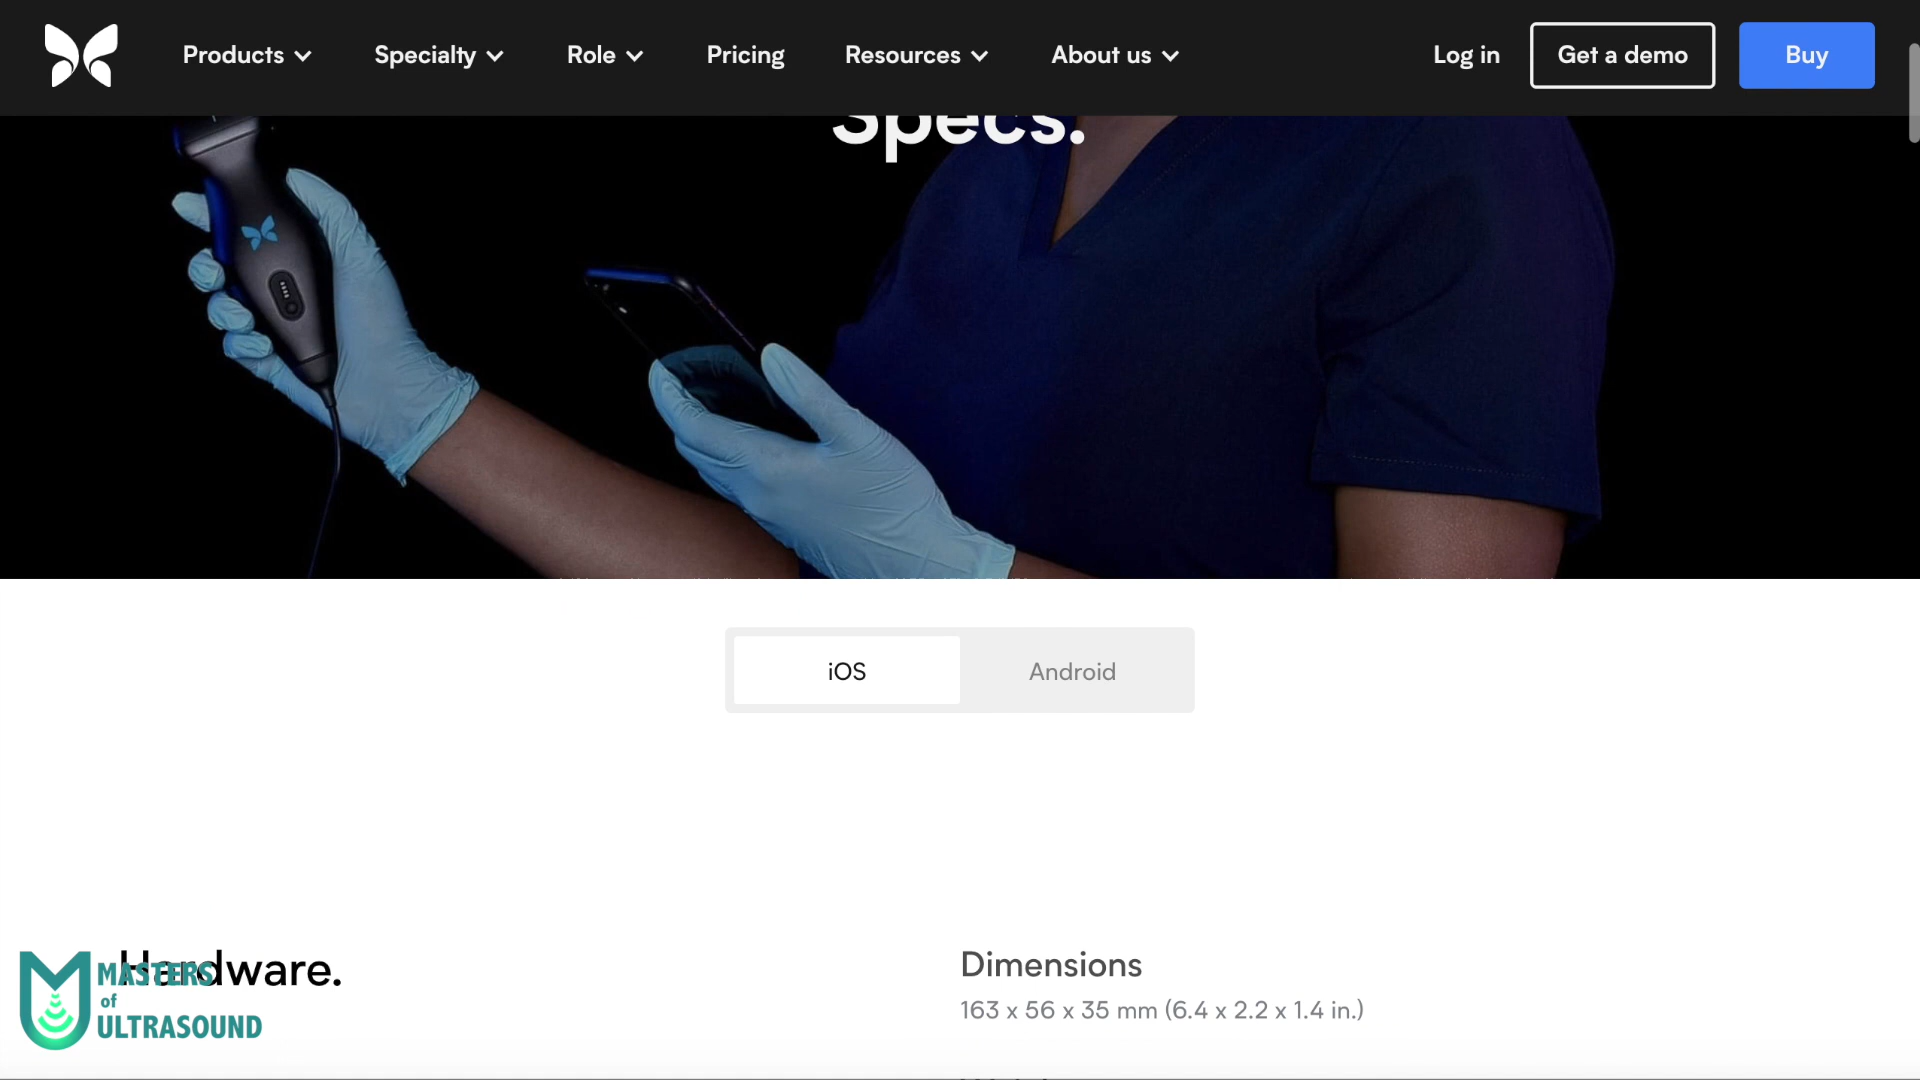 Products
Specialty
Role
Pricing
Resources
About us
Log in
Get a demo
Buy
Specs.
iOS
Android
Hardware.
MASTERS
of
ULTRASOUND
Dimensions
163 x 56 x 35 mm (6.4 x 2.2 x 1.4 in.)